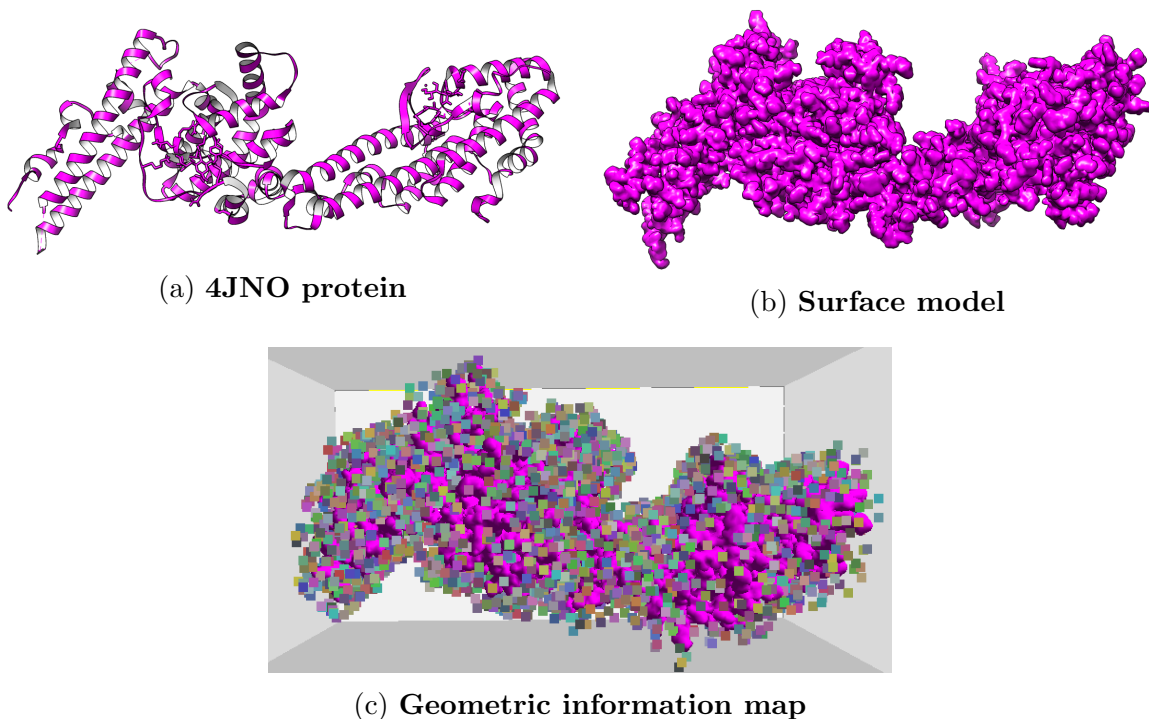 (a) 4JNO protein
(b) Surface model
(c) Geometric information map